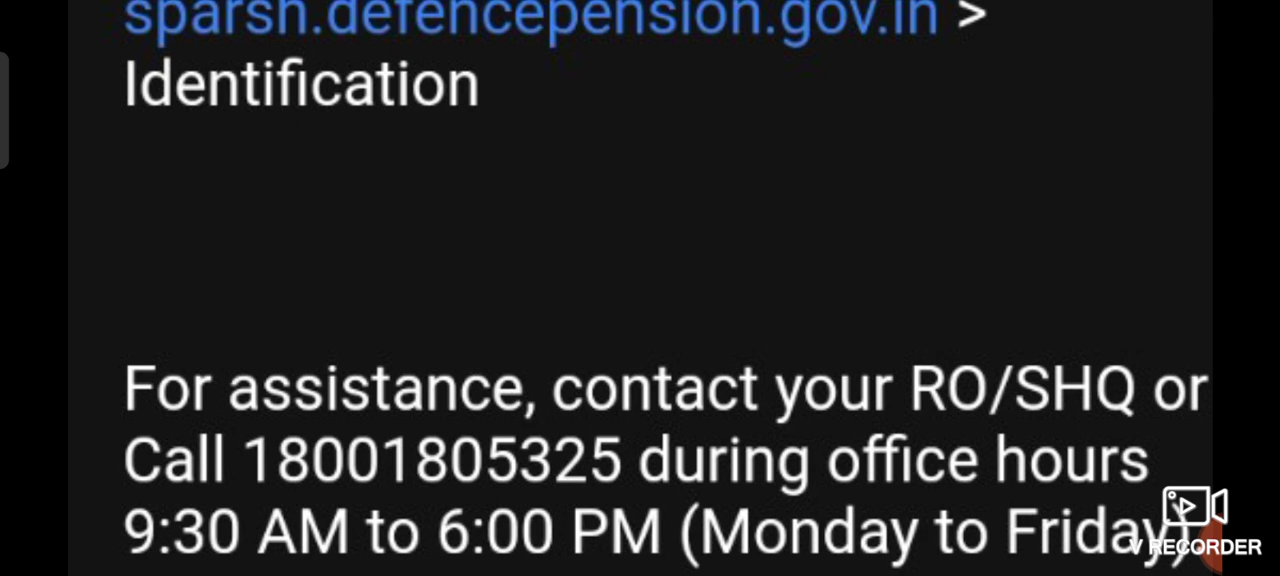 sparsh.defencepension.gov.in >
Identification
For assistance, contact your RO/SHQ or
Call 18001805325 during office hours
9:30 AM to 6:00 PM (Monday to Friday)
V RECORDER